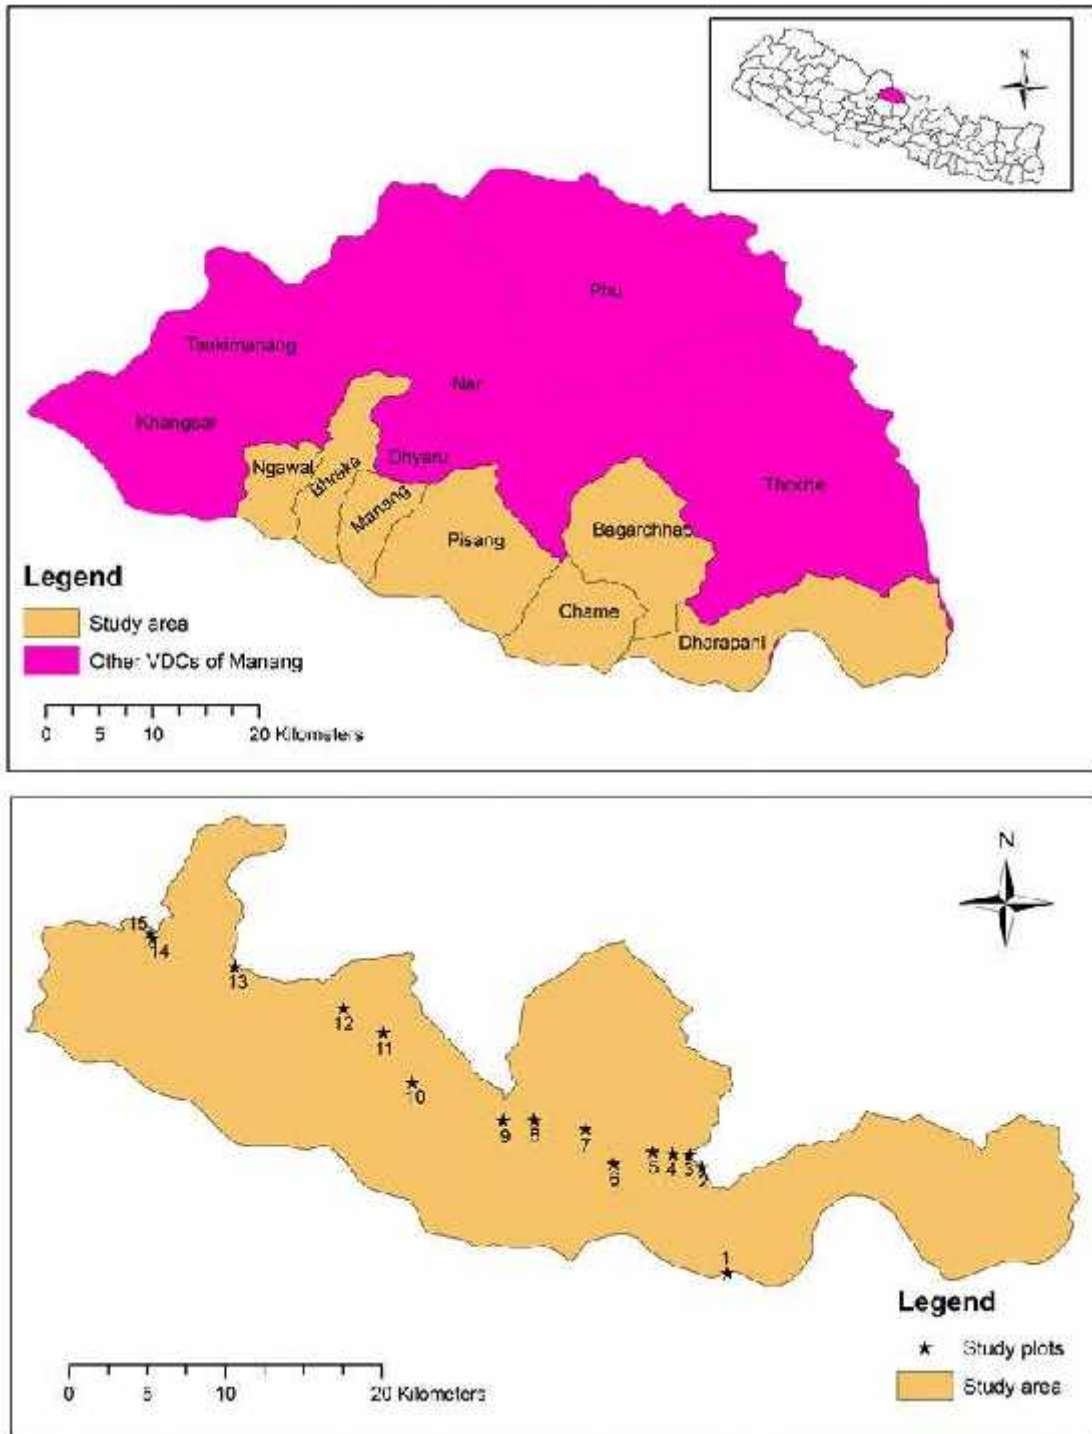 N
Phu
Tankimanang
Nar
Khangsar
Dhyaru
Ngawal
Bhraka
Manang
Thoche
Bagarchhap
Pisang
Chame
Dharapani
Legend
Study area
Other VDCs of Manang
0 5 10 20 Kilometers
N
15
14
13
12
11
10
9
8
7
6
5
4
3
2
1
Legend
Study plots
Study area
0 5 10 20 Kilometers